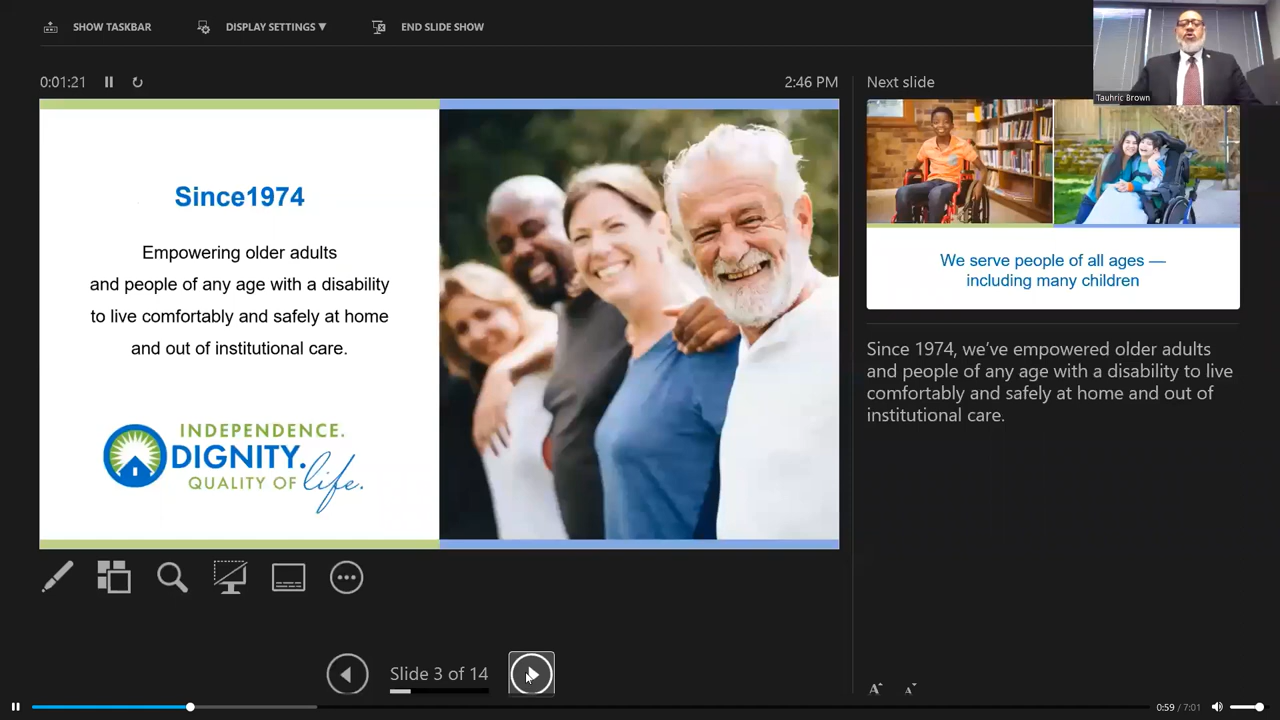 SHOW TASKBAR
DISPLAY SETTINGS ▼
END SLIDE SHOW
Tauhric Brown
0:01:21
2:46 PM
Next slide
Since1974
Empowering older adults
and people of any age with a disability
to live comfortably and safely at home
and out of institutional care.
INDEPENDENCE.
DIGNITY.
QUALITY OF life.
We serve people of all ages —
including many children
Since 1974, we've empowered older adults
and people of any age with a disability to live
comfortably and safely at home and out of
institutional care.
Slide 3 of 14
A A
0:59 / 7:01